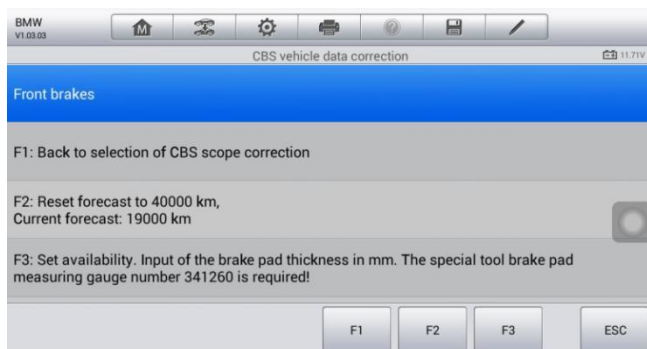 BMW
V1.03.03
CBS vehicle data correction
11.71V
Front brakes
F1: Back to selection of CBS scope correction
F2: Reset forecast to 40000 km,
Current forecast: 19000 km
F3: Set availability. Input of the brake pad thickness in mm. The special tool brake pad
measuring gauge number 341260 is required!
F1
F2
F3
ESC